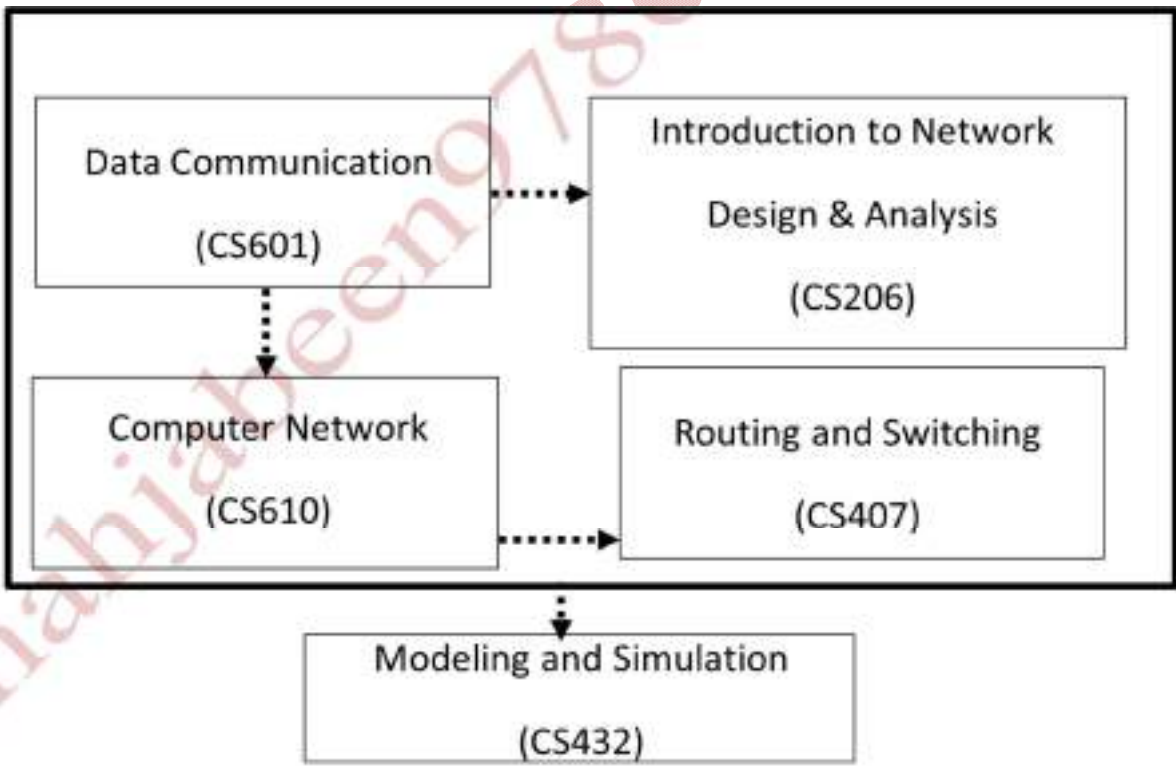 Data Communication
(CS601)
Introduction to Network
Design & Analysis
(CS206)
Computer Network
(CS610)
Routing and Switching
(CS407)
Modeling and Simulation
(CS432)